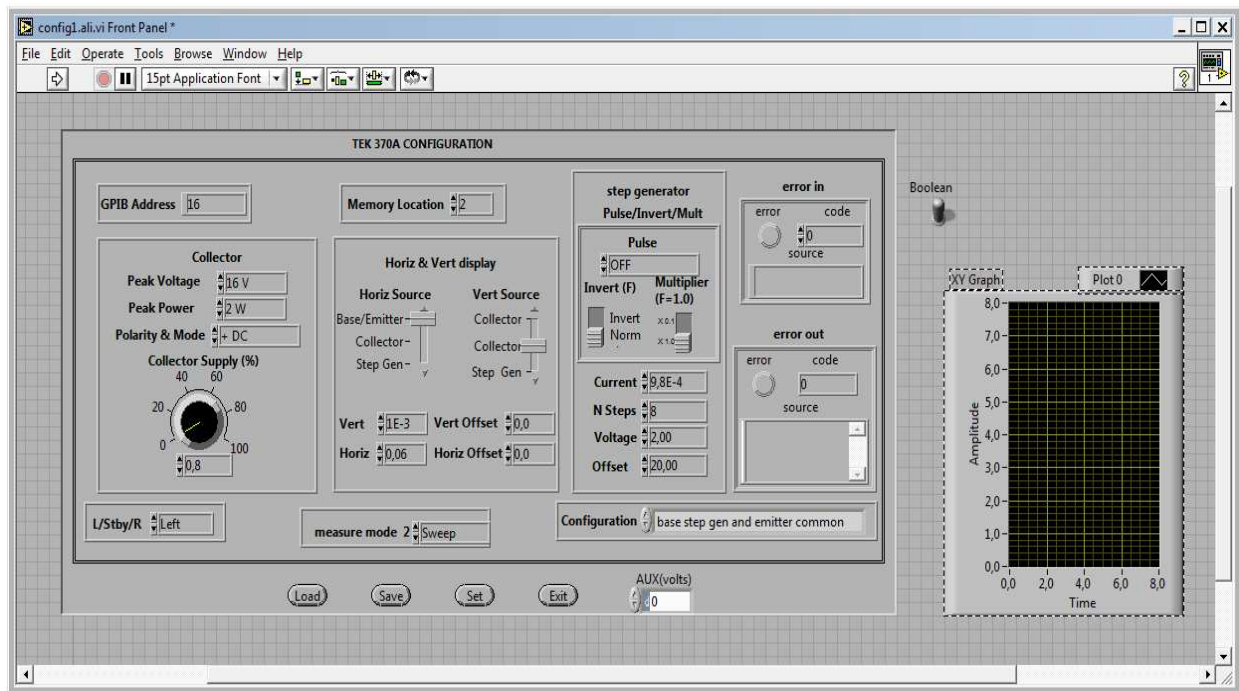 config1.ali.vi Front Panel *
File Edit Operate Tools Browse Window Help
15pt Application Font
TEK 370A CONFIGURATION
GPIB Address 16
Memory Location 2
Collector
Peak Voltage 16 V
Peak Power 2 W
Polarity & Mode + DC
Collector Supply (%)
40 60
20 80
0 100
0,8
Horiz & Vert display
Horiz Source
Base/Emitter
Collector
Step Gen
Vert Source
Collector
Collector
Step Gen
Vert 1E-3 Vert Offset 0,0
Horiz 0,06 Horiz Offset 0,0
step generator
Pulse/Invert/Mult
Pulse
OFF
Invert (F)
Invert
Norm
Multiplier
(F=1.0)
X 0.1
X 1.0
Current 9,8E-4
N Steps 8
Voltage 2,00
Offset 20,00
error in
error code
0
source
error out
error code
0
source
L/Stby/R Left
measure mode 2 Sweep
Configuration base step gen and emitter common
Load Save Set Exit
AUX(volts)
0
Boolean
XY Graph Plot 0
8,0
7,0
6,0
5,0
4,0
3,0
2,0
1,0
0,0
Amplitude
0,0 2,0 4,0 6,0 8,0
Time